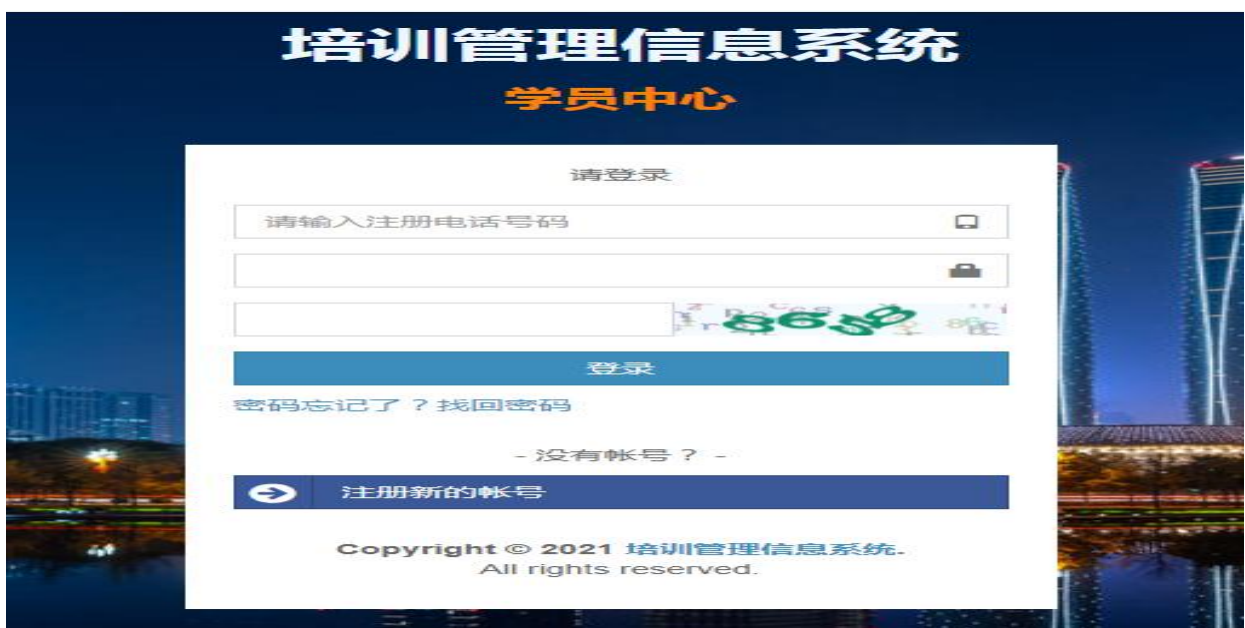 培训管理信息系统
学员中心
请登录
请输入注册电话号码
登录
密码忘记了？找回密码
- 没有帐号？ -
注册新的帐号
Copyright © 2021 培训管理信息系统.
All rights reserved.